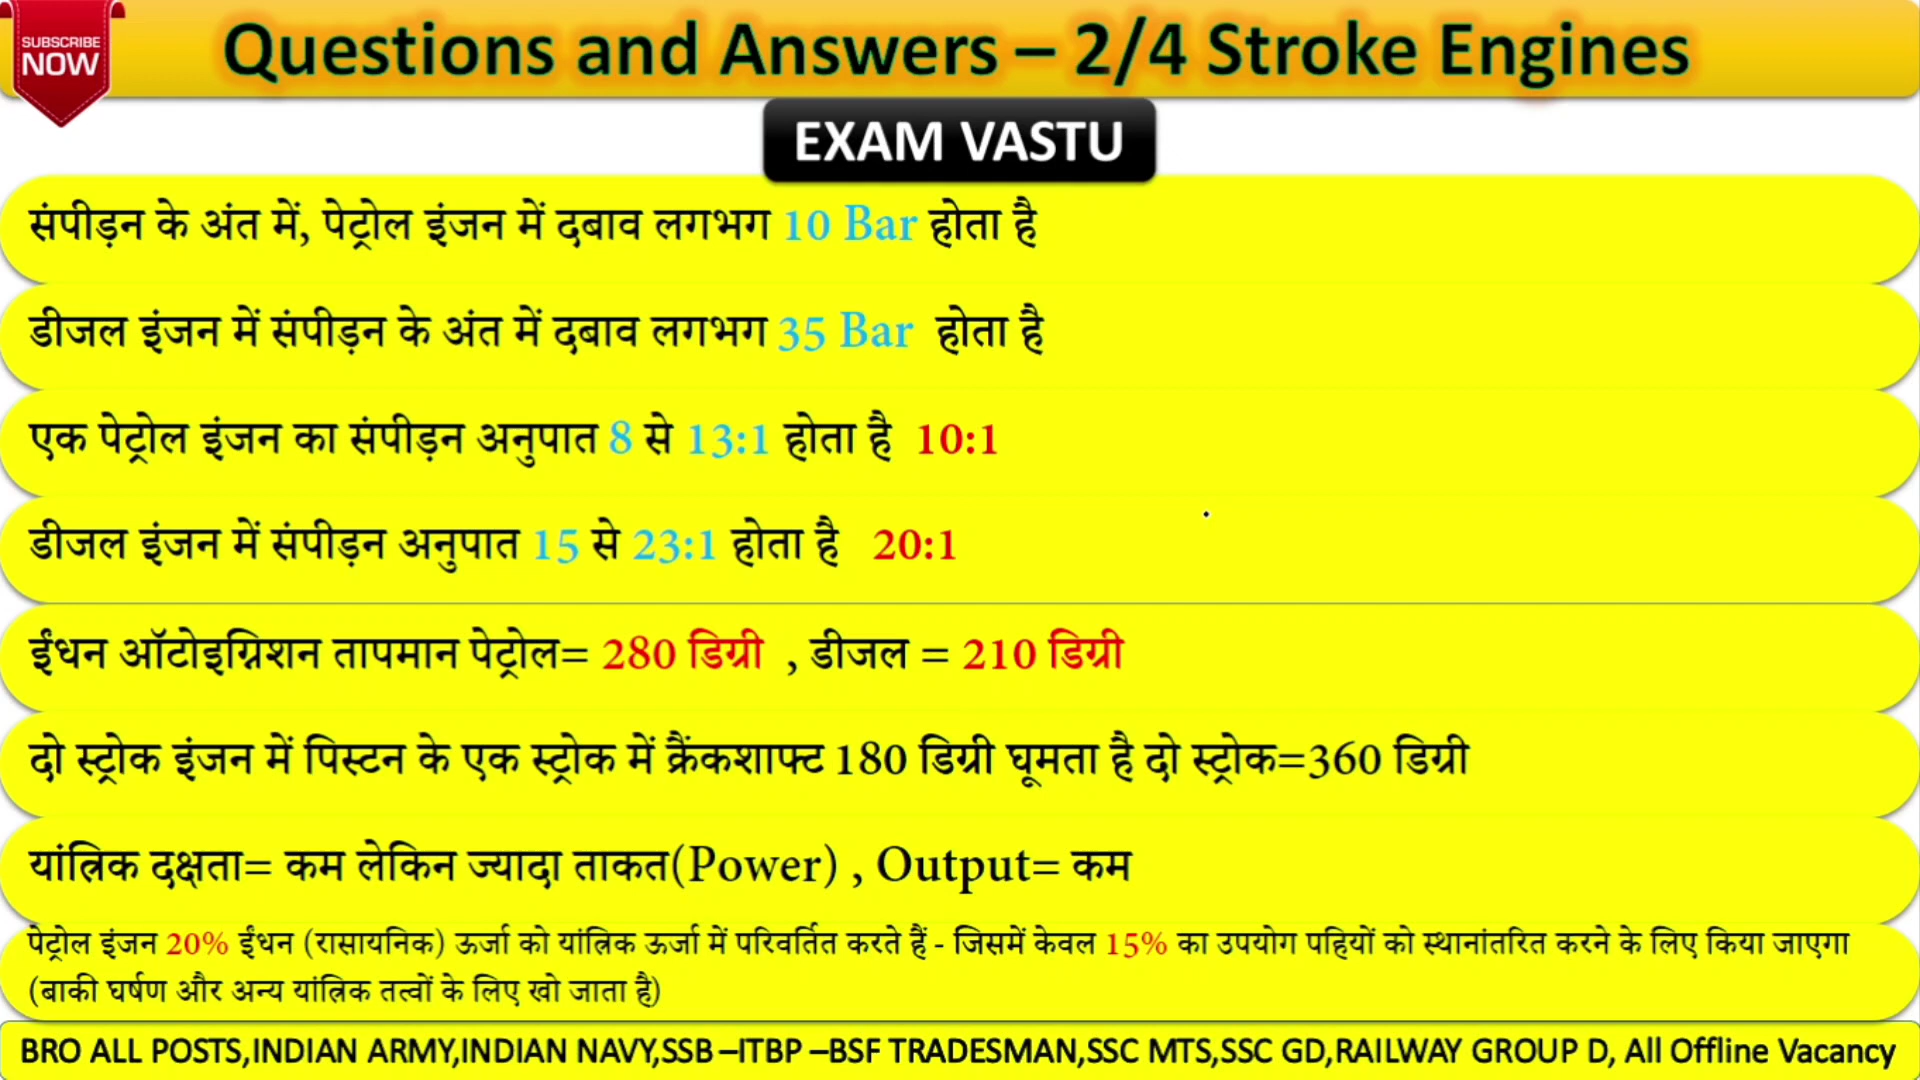 SUBSCRIBE
NOW
Questions and Answers – 2/4 Stroke Engines
EXAM VASTU
संपीड़न के अंत में, पेट्रोल इंजन में दबाव लगभग 10 Bar होता है
डीजल इंजन में संपीड़न के अंत में दबाव लगभग 35 Bar होता है
एक पेट्रोल इंजन का संपीड़न अनुपात 8 से 13:1 होता है 10:1
डीजल इंजन में संपीड़न अनुपात 15 से 23:1 होता है 20:1
ईंधन ऑटोइग्निशन तापमान पेट्रोल= 280 डिग्री , डीजल = 210 डिग्री
दो स्ट्रोक इंजन में पिस्टन के एक स्ट्रोक में क्रैंकशाफ्ट 180 डिग्री घूमता है दो स्ट्रोक=360 डिग्री
यांत्रिक दक्षता= कम लेकिन ज्यादा ताकत(Power) , Output= कम
पेट्रोल इंजन 20% ईंधन (रासायनिक) ऊर्जा को यांत्रिक ऊर्जा में परिवर्तित करते हैं - जिसमें केवल 15% का उपयोग पहियों को स्थानांतरित करने के लिए किया जाएगा
(बाकी घर्षण और अन्य यांत्रिक तत्वों के लिए खो जाता है)
BRO ALL POSTS,INDIAN ARMY,INDIAN NAVY,SSB–ITBP–BSF TRADESMAN,SSC MTS,SSC GD,RAILWAY GROUP D, All Offline Vacancy